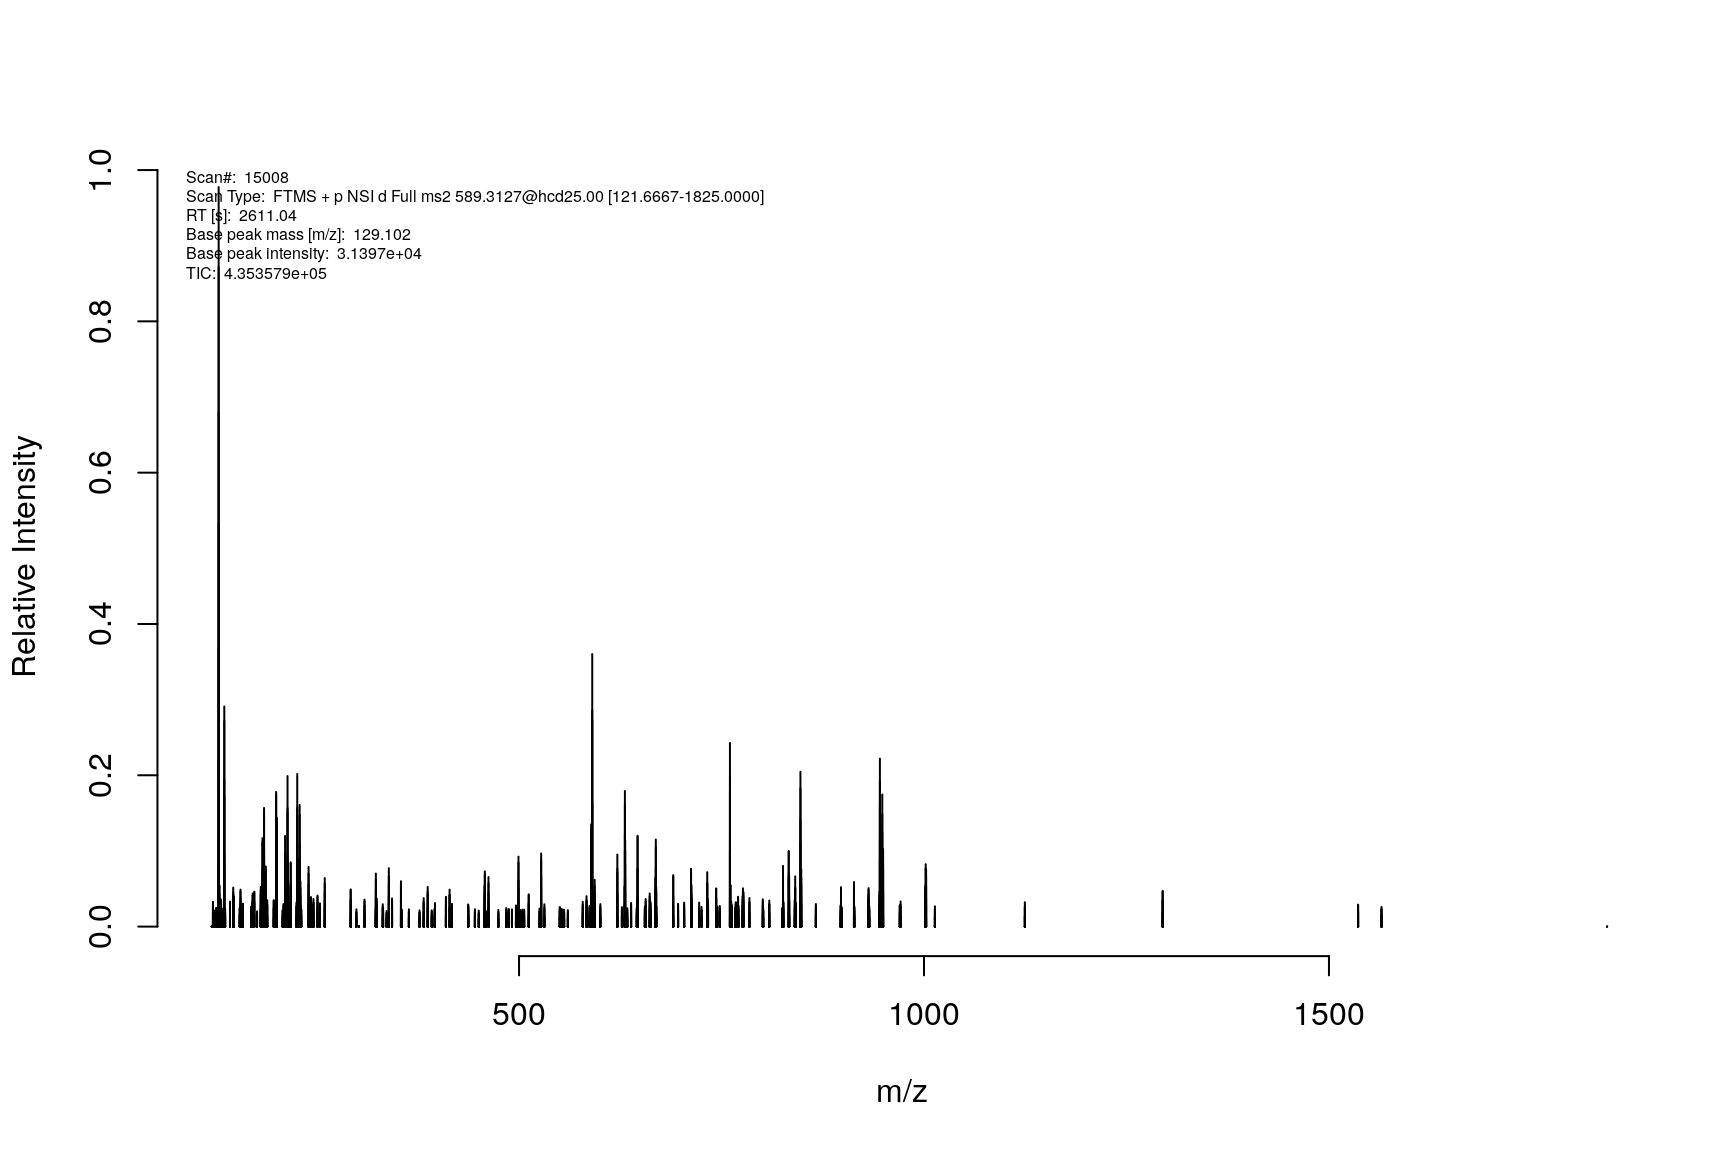 Scan#: 15008
Scan Type: FTMS + p NSI d Full ms2 589.3127@hcd25.00 [121.6667-1825.0000]
RT [s]: 2611.04
Base peak mass [m/z]: 129.102
Base peak intensity: 3.1397e+04
TIC: 4.353579e+05
1.0
0.8
0.6
0.4
0.2
0.0
Relative Intensity
500 1000 1500
m/z